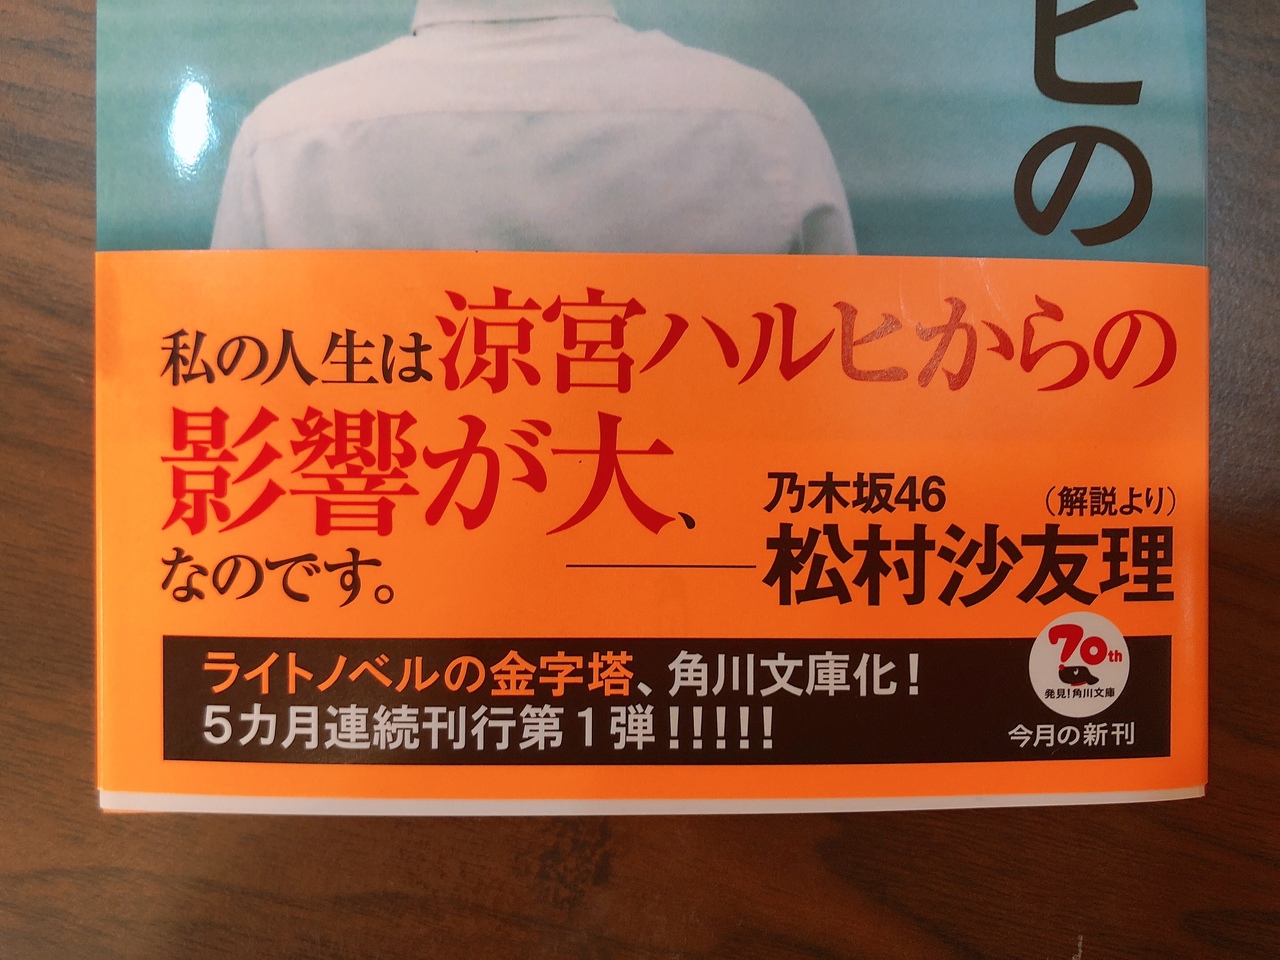 ヒの
私の人生は涼宮ハルヒからの
影響が大、
なのです。
乃木坂46
(解説より)
松村沙友理
ライトノベルの金字塔、角川文庫化!
5カ月連続刊行第1弾!!!!!
70th
発見!角川文庫
今月の新刊